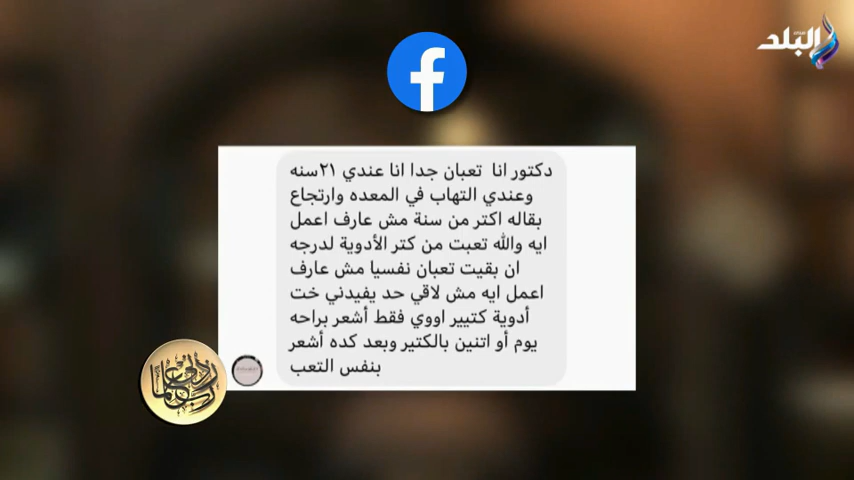 صدى
البلد
دكتور انا تعبان جدا انا عندي ٢١سنه
وعندي التهاب في المعده وارتجاع
بقاله اكتر من سنة مش عارف اعمل
ايه والله تعبت من كتر الأدوية لدرجه
ان بقيت تعبان نفسيا مش عارف
اعمل ايه مش لاقي حد يفيدني خت
أدوية كتيير اووي فقط أشعر براحه
يوم أو اتنين بالكتير وبعد كده أشعر
بنفس التعب